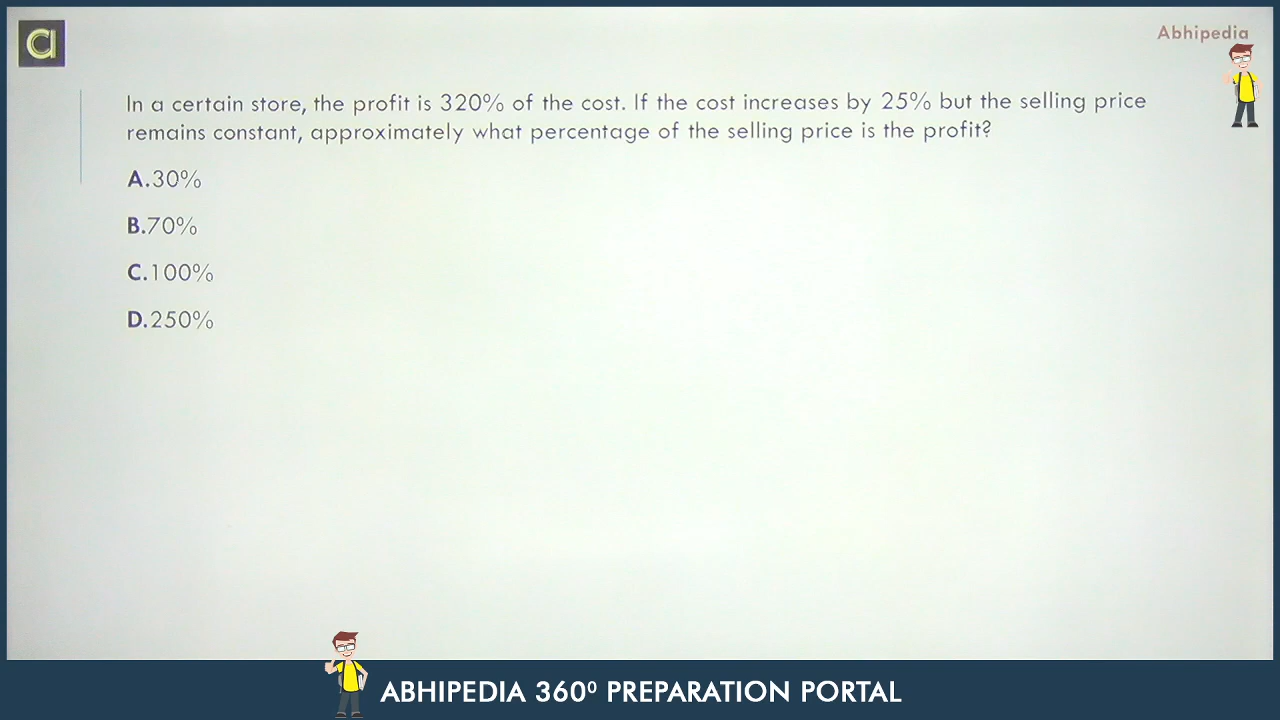 Abhipedia
In a certain store, the profit is 320% of the cost. If the cost increases by 25% but the selling price
remains constant, approximately what percentage of the selling price is the profit?
A.30%
B.70%
C.100%
D.250%
ABHIPEDIA 360⁰ PREPARATION PORTAL